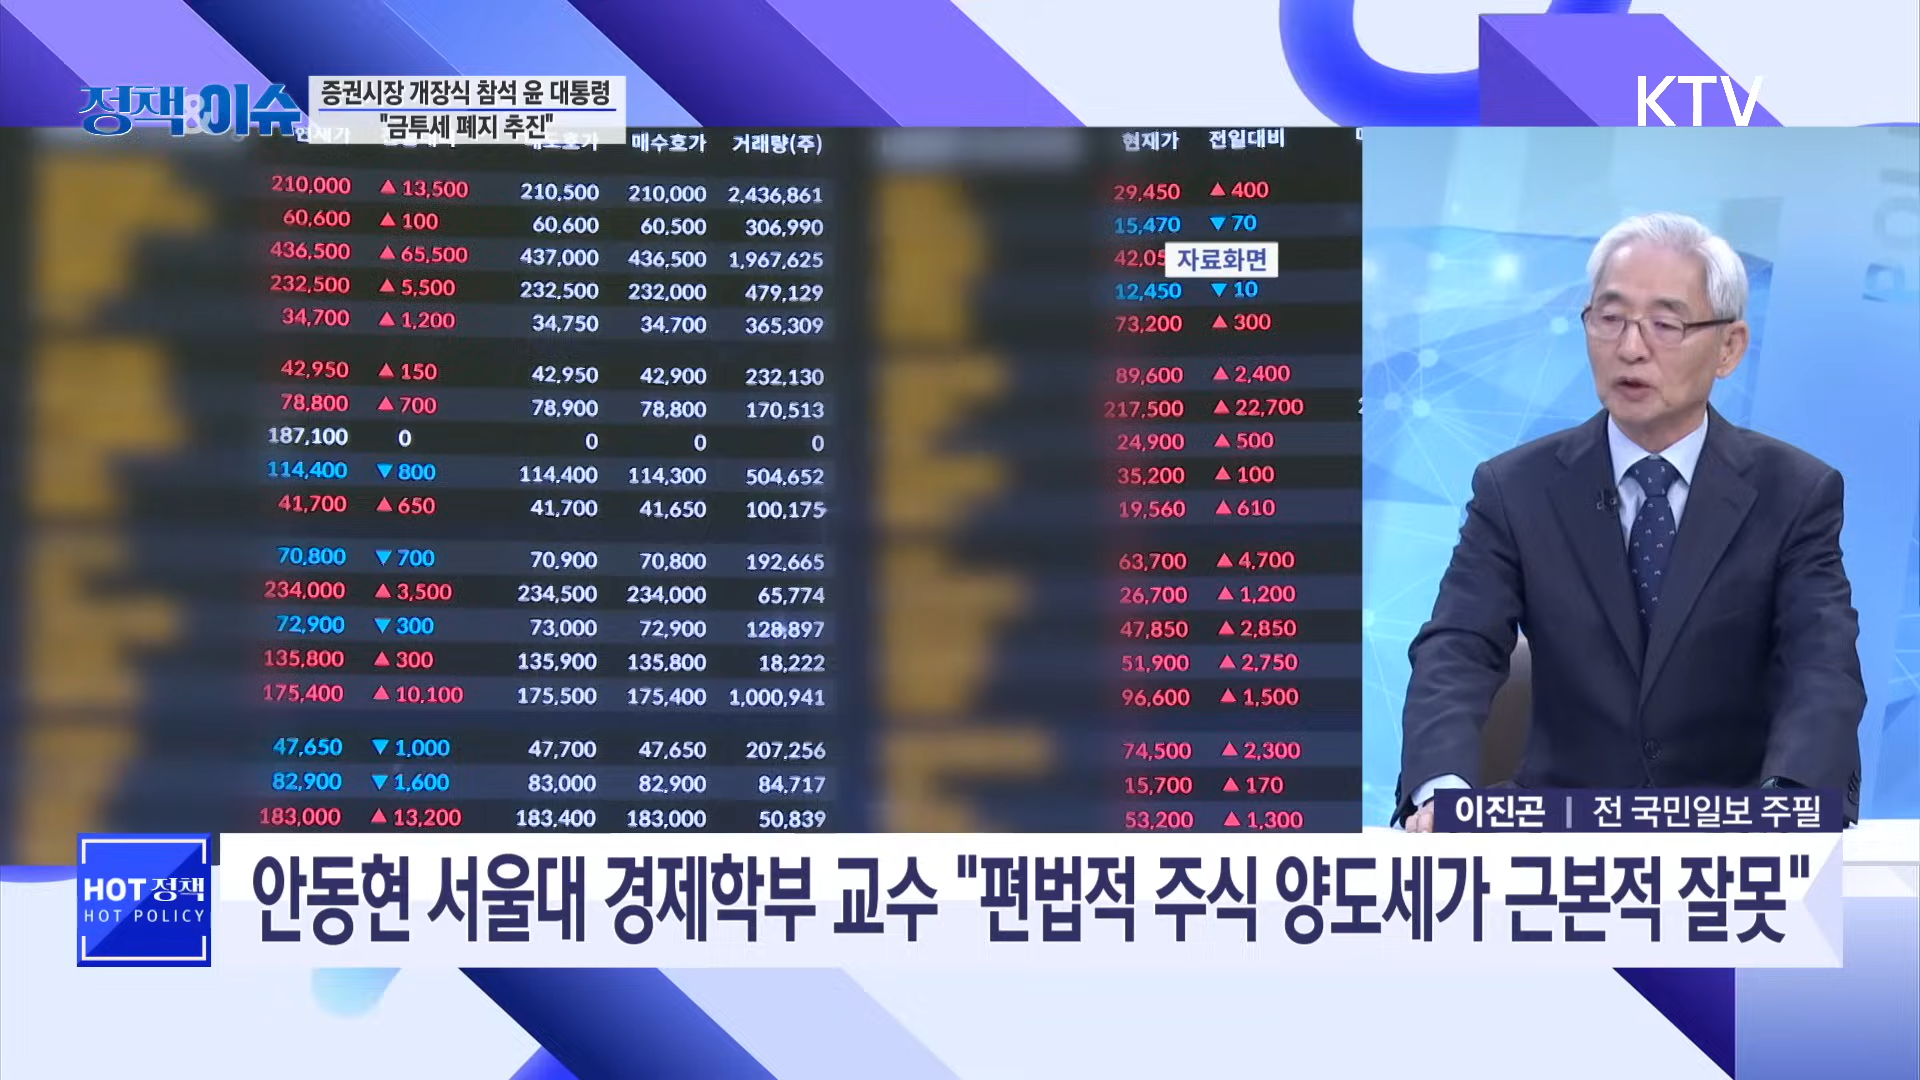 정책&이슈
증권시장 개장식 참석 윤 대통령
"금투세 폐지 추진"
KTV
매수호가 거래량(주) 현재가 전일대비
210,000 ▲13,500 210,500 210,000 2,436,861 29,450 ▲400
60,600 ▲100 60,600 60,500 306,990 15,470 ▼70
436,500 ▲65,500 437,000 436,500 1,967,625
자료화면
232,500 ▲5,500 232,500 232,000 479,129 12,450 ▼10
34,700 ▲1,200 34,750 34,700 365,309 73,200 ▲300
42,950 ▲150 42,950 42,900 232,130 89,600 ▲2,400
78,800 ▲700 78,900 78,800 170,513 217,500 ▲22,700
187,100 0 0 0 0 24,900 ▲500
114,400 ▼800 114,400 114,300 504,652 35,200 ▲100
41,700 ▲650 41,700 41,650 100,175 19,560 ▲610
70,800 ▼700 70,900 70,800 192,665 63,700 ▲4,700
234,000 ▲3,500 234,500 234,000 65,774 26,700 ▲1,200
72,900 ▼300 73,000 72,900 128,897 47,850 ▲2,850
135,800 ▲300 135,900 135,800 18,222 51,900 ▲2,750
175,400 ▲10,100 175,500 175,400 1,000,941 96,600 ▲1,500
47,650 ▼1,000 47,700 47,650 207,256 74,500 ▲2,300
82,900 ▼1,600 83,000 82,900 84,717 15,700 ▲170
183,000 ▲13,200 183,400 183,000 50,839 53,200 ▲1,300
이진곤 | 전 국민일보 주필
HOT정책
HOT POLICY
안동현 서울대 경제학부 교수 "편법적 주식 양도세가 근본적 잘못"